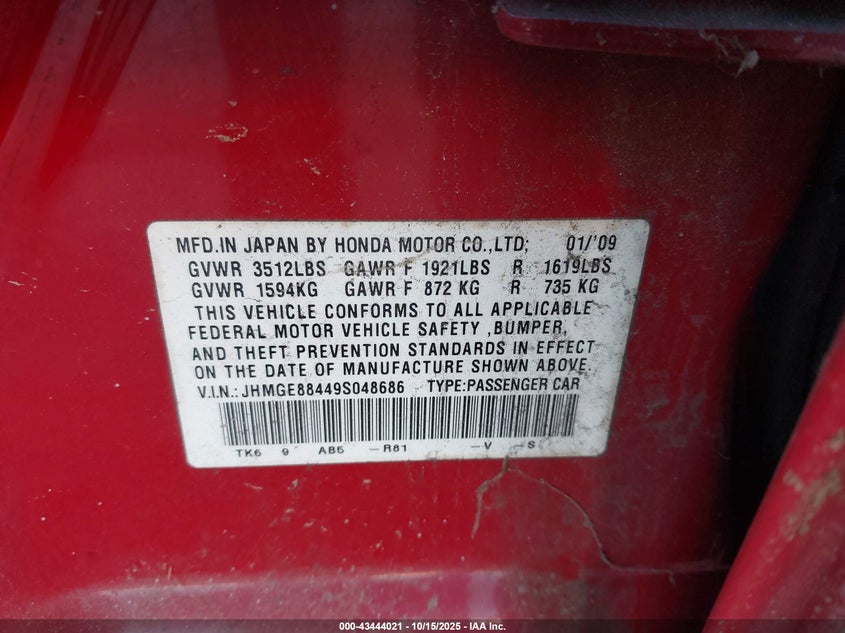 MFD.IN JAPAN BY HONDA MOTOR CO.,LTD; 01/'09
GVWR 3512LBS GAWR F 1921LBS R 1619LBS
GVWR 1594KG GAWR F 872 KG R 735 KG
THIS VEHICLE CONFORMS TO ALL APPLICABLE
FEDERAL MOTOR VEHICLE SAFETY ,BUMPER,
AND THEFT PREVENTION STANDARDS IN EFFECT
ON THE DATE OF MANUFACTURE SHOWN ABOVE.
V.I.N.:JHMGE88449S048686 TYPE:PASSENGER CAR
TK6 9 AB5 -R81 -V -S
000-43444021 - 10/15/2025 - IAA Inc.